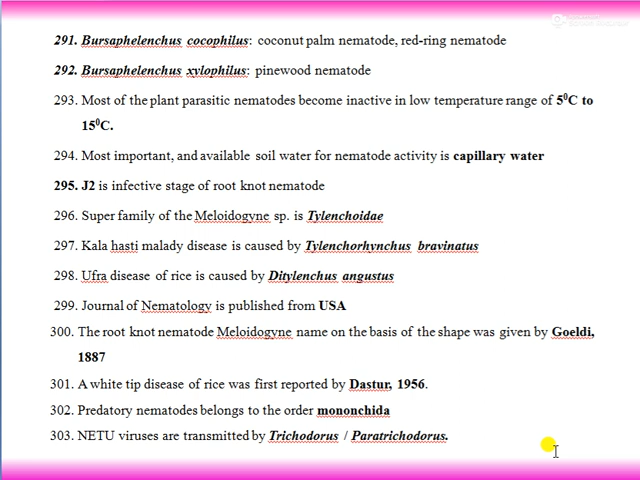 291. Bursaphelenchus cocophilus: coconut palm nematode, red-ring nematode
292. Bursaphelenchus xylophilus: pinewood nematode
293. Most of the plant parasitic nematodes become inactive in low temperature range of 5⁰C to
15⁰C.
294. Most important, and available soil water for nematode activity is capillary water
295. J2 is infective stage of root knot nematode
296. Super family of the Meloidogyne sp. is Tylenchoidae
297. Kala hasti malady disease is caused by Tylenchorhynchus bravinatus
298. Ufra disease of rice is caused by Ditylenchus angustus
299. Journal of Nematology is published from USA
300. The root knot nematode Meloidogyne name on the basis of the shape was given by Goeldi,
1887
301. A white tip disease of rice was first reported by Dastur, 1956.
302. Predatory nematodes belongs to the order mononchida
303. NETU viruses are transmitted by Trichodorus / Paratrichodorus.